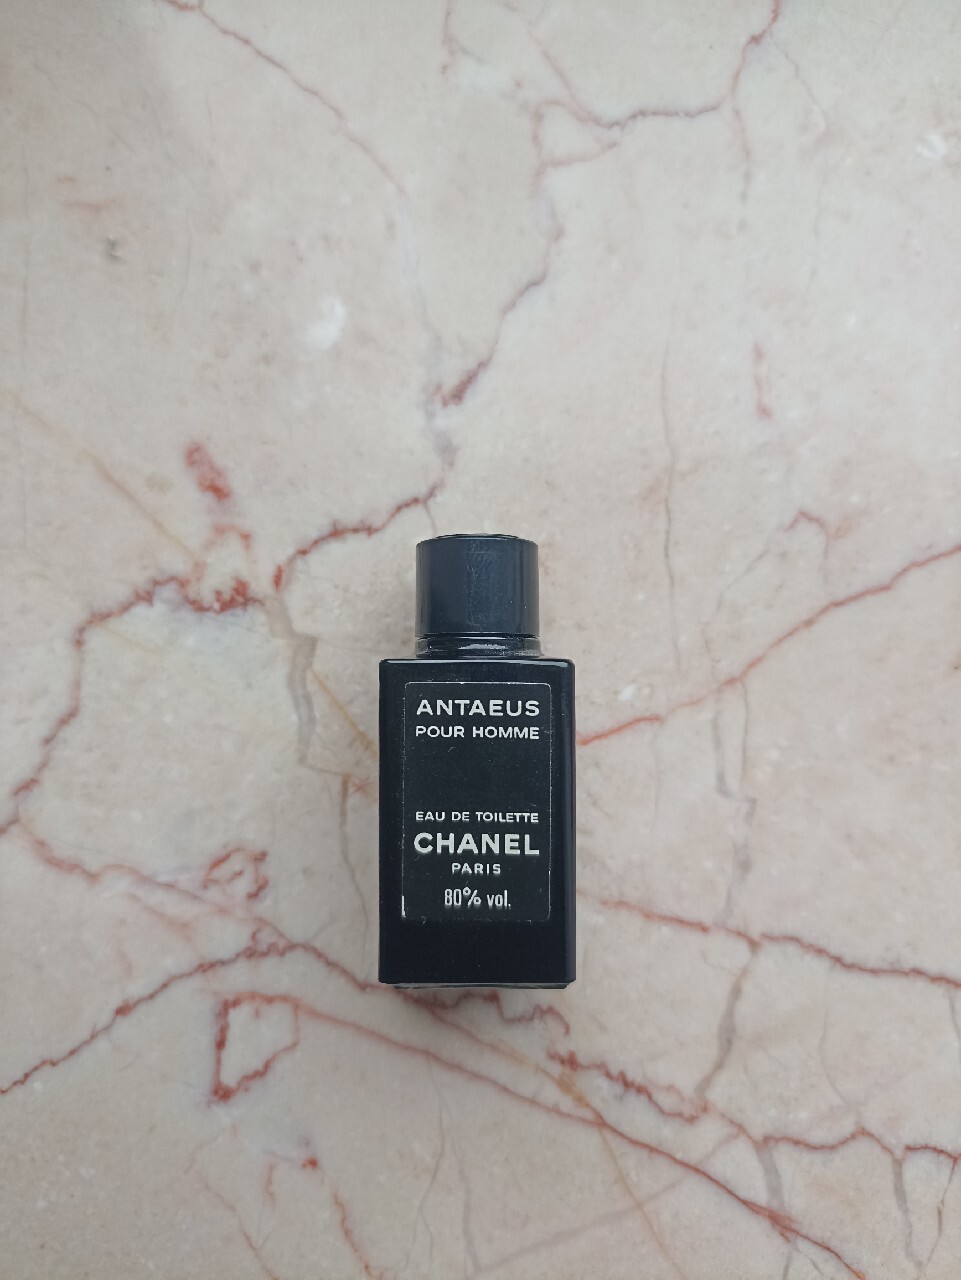 ANTAEUS
POUR HOMME
EAU DE TOILETTE
CHANEL
PARIS
80% vol.